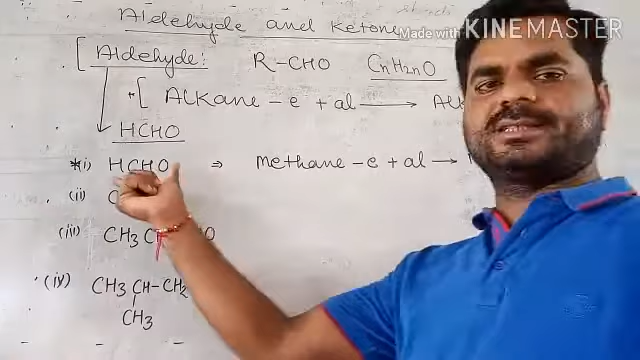 Aldehyde and Ketone
Made with KINEMASTER
[Aldehyde:- R-CHO CnH2nO
[ ALKane - e + al →
HCHO
*(i) HCHO ⇒ methane - e + al →
(ii) C
(iii) CH3 O
(iv) CH3 CH-CH2
CH3